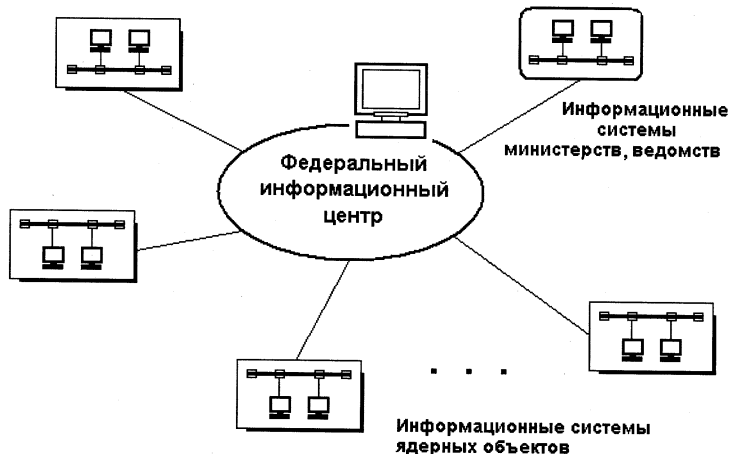 Информационные
системы
министерств, ведомств
Федеральный
информационный
центр
Информационные системы
ядерных объектов